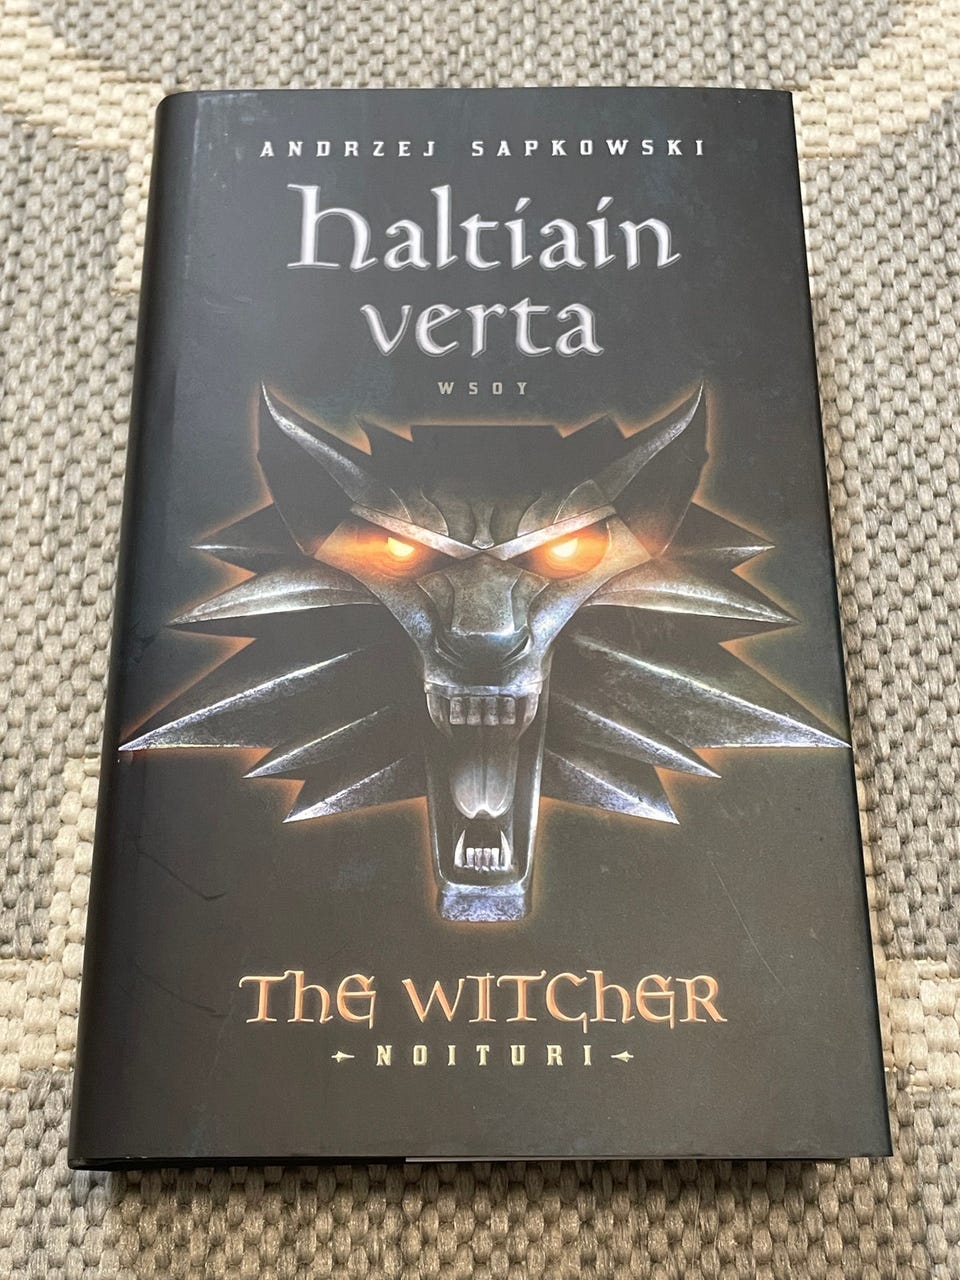 ANDRZEJ SAPKOWSKI
haltiain
verta
WSOY
THE WITCHER
NOITURI